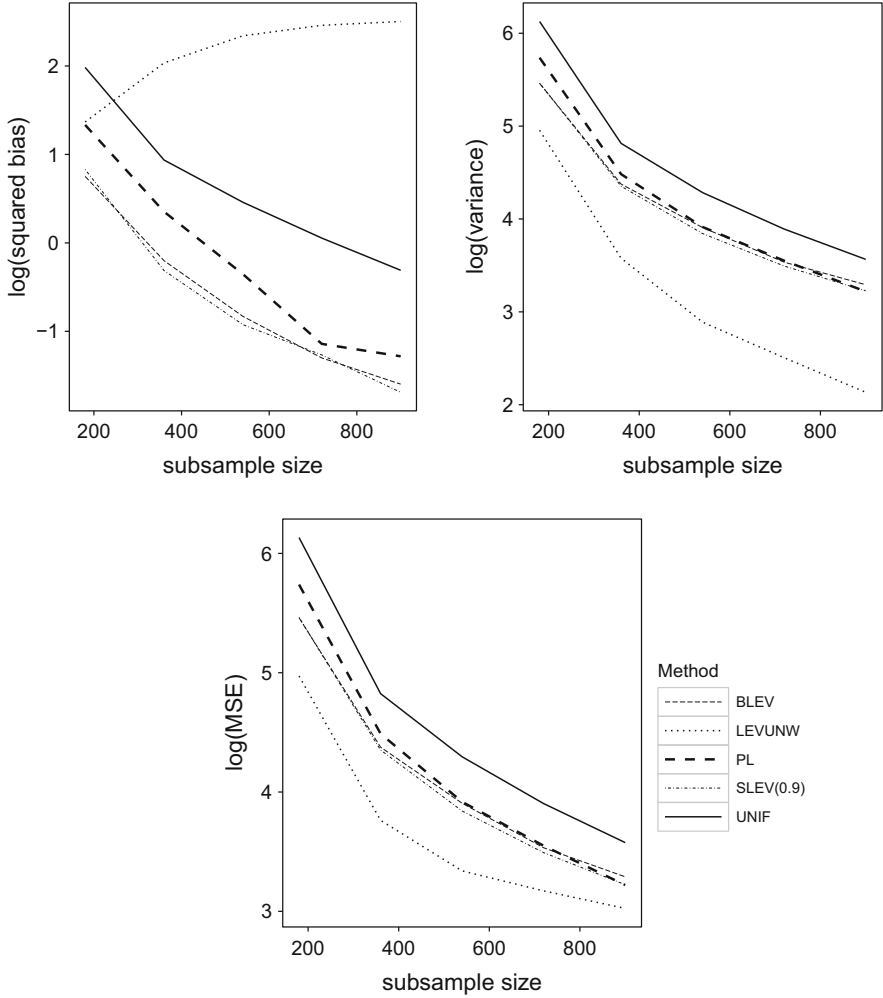 log(squared bias)
2
1
0
−1
200
400
600
800
subsample size
log(variance)
6
5
4
3
2
200
400
600
800
subsample size
log(MSE)
6
5
4
3
200
400
600
800
subsample size
Method
BLEV
LEVUNW
PL
SLEV(0.9)
UNIF